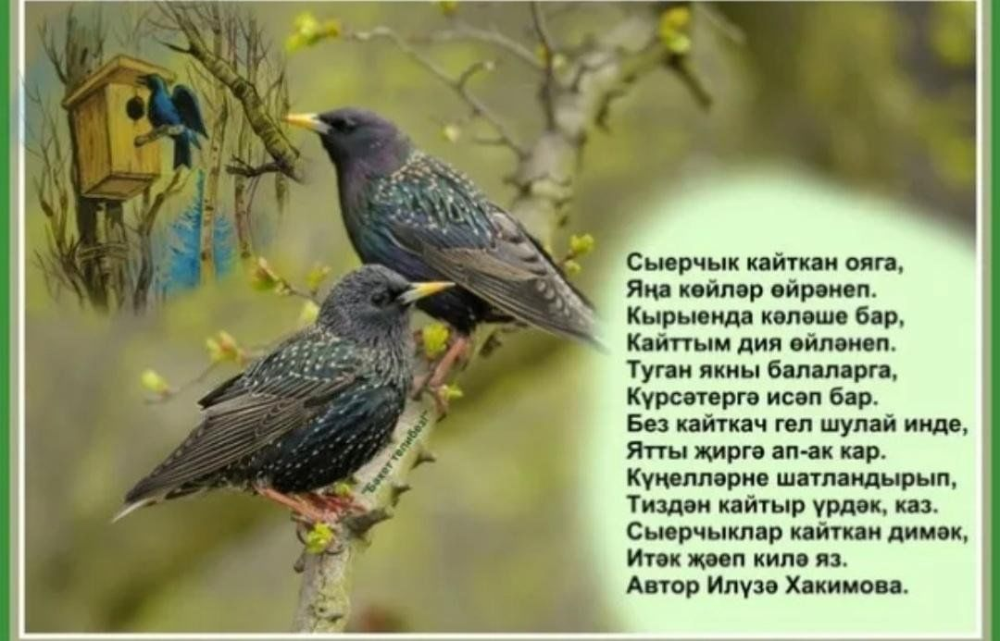 Сыерчык кайткан ояга,
Яңа көйләр өйрәнеп.
Кырыенда кәләше бар,
Кайттым дия өйләнеп.
Туган якны балаларга,
Күрсәтергә исәп бар.
Без кайткач гел шулай инде,
Ятты җиргә ап-ак кар.
Күңелләрне шатландырып,
Тиздән кайтыр үрдәк, каз.
Сыерчыклар кайткан димәк,
Итәк җәеп килә яз.
Автор Илүзә Хакимова.
"Бәхет телибез!"